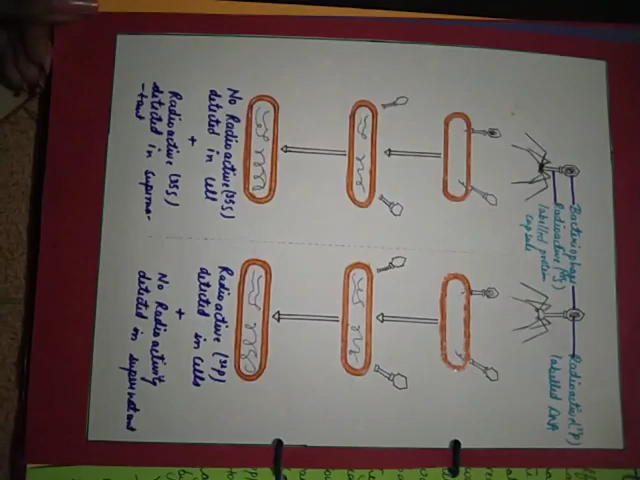 Bacteriophage
Radioactive (35S)
labelled protein
capsule
Radioactive (32P)
labelled DNA
No Radioactive (35S)
detected in cell
+
Radioactive (35S)
detected in superna-
-tant
Radioactive (32P)
detected in cells
+
No Radioactivity
detected in supernatant